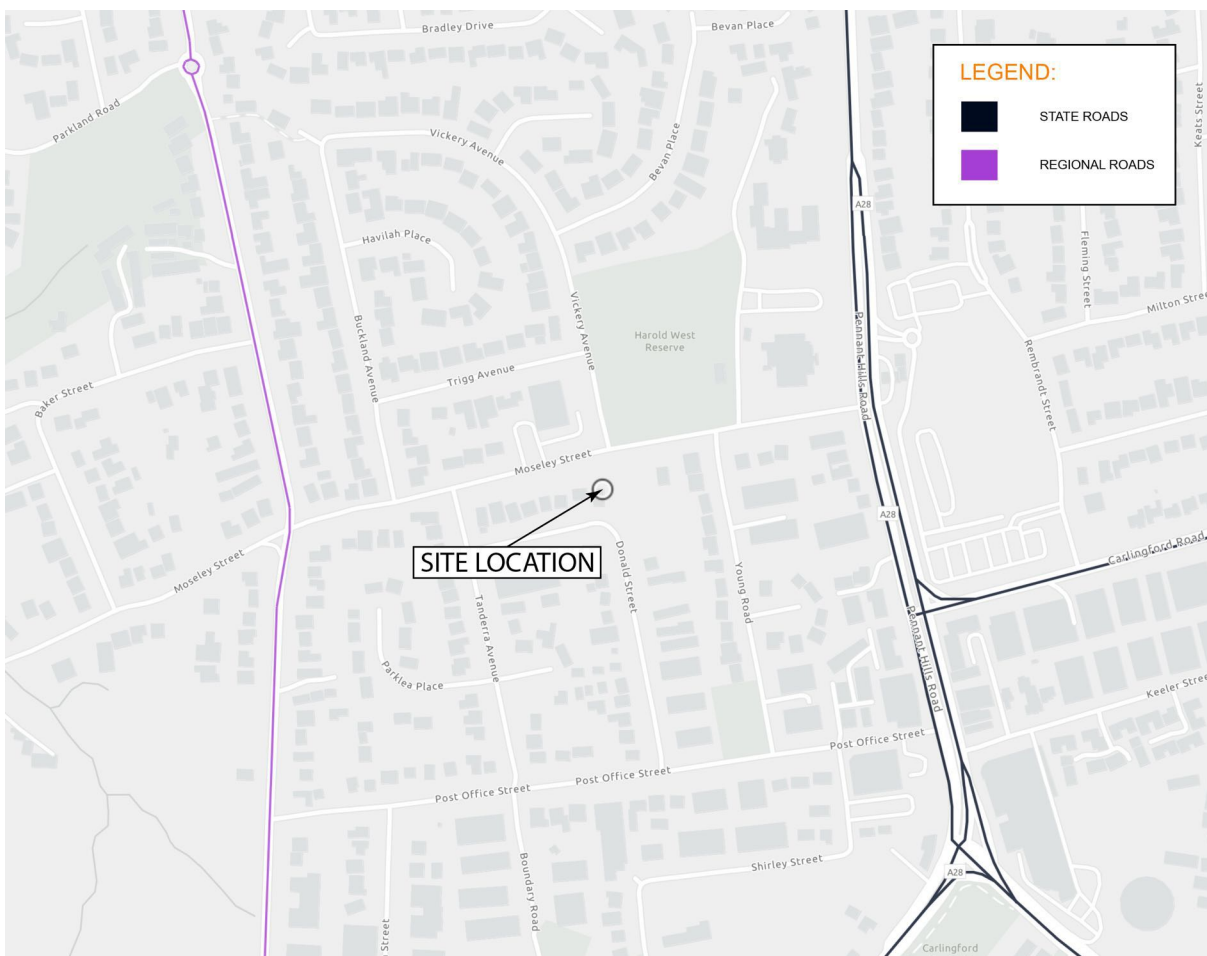 Bradley Drive
Bevan Place
LEGEND:
STATE ROADS
REGIONAL ROADS
Parkland Road
Keats Street
Vickery Avenue
Bevan Place
A28
Havilah Place
Fleming Street
Milton Stree
Vickery Avenue
Buckland Avenue
Harold West
Reserve
Pennant Hills Road
Rembrandt Street
Trigg Avenue
Baker Street
Moseley Street
A28
SITE LOCATION
Moseley Street
Donald Street
Young Road
Carlingford Road
Tanderra Avenue
Pennant Hills Road
Parklea Place
Keeler Stree
Post Office Street
Post Office Street
Post Office Street
Shirley Street
Boundary Road
A28
Street
Carlingford